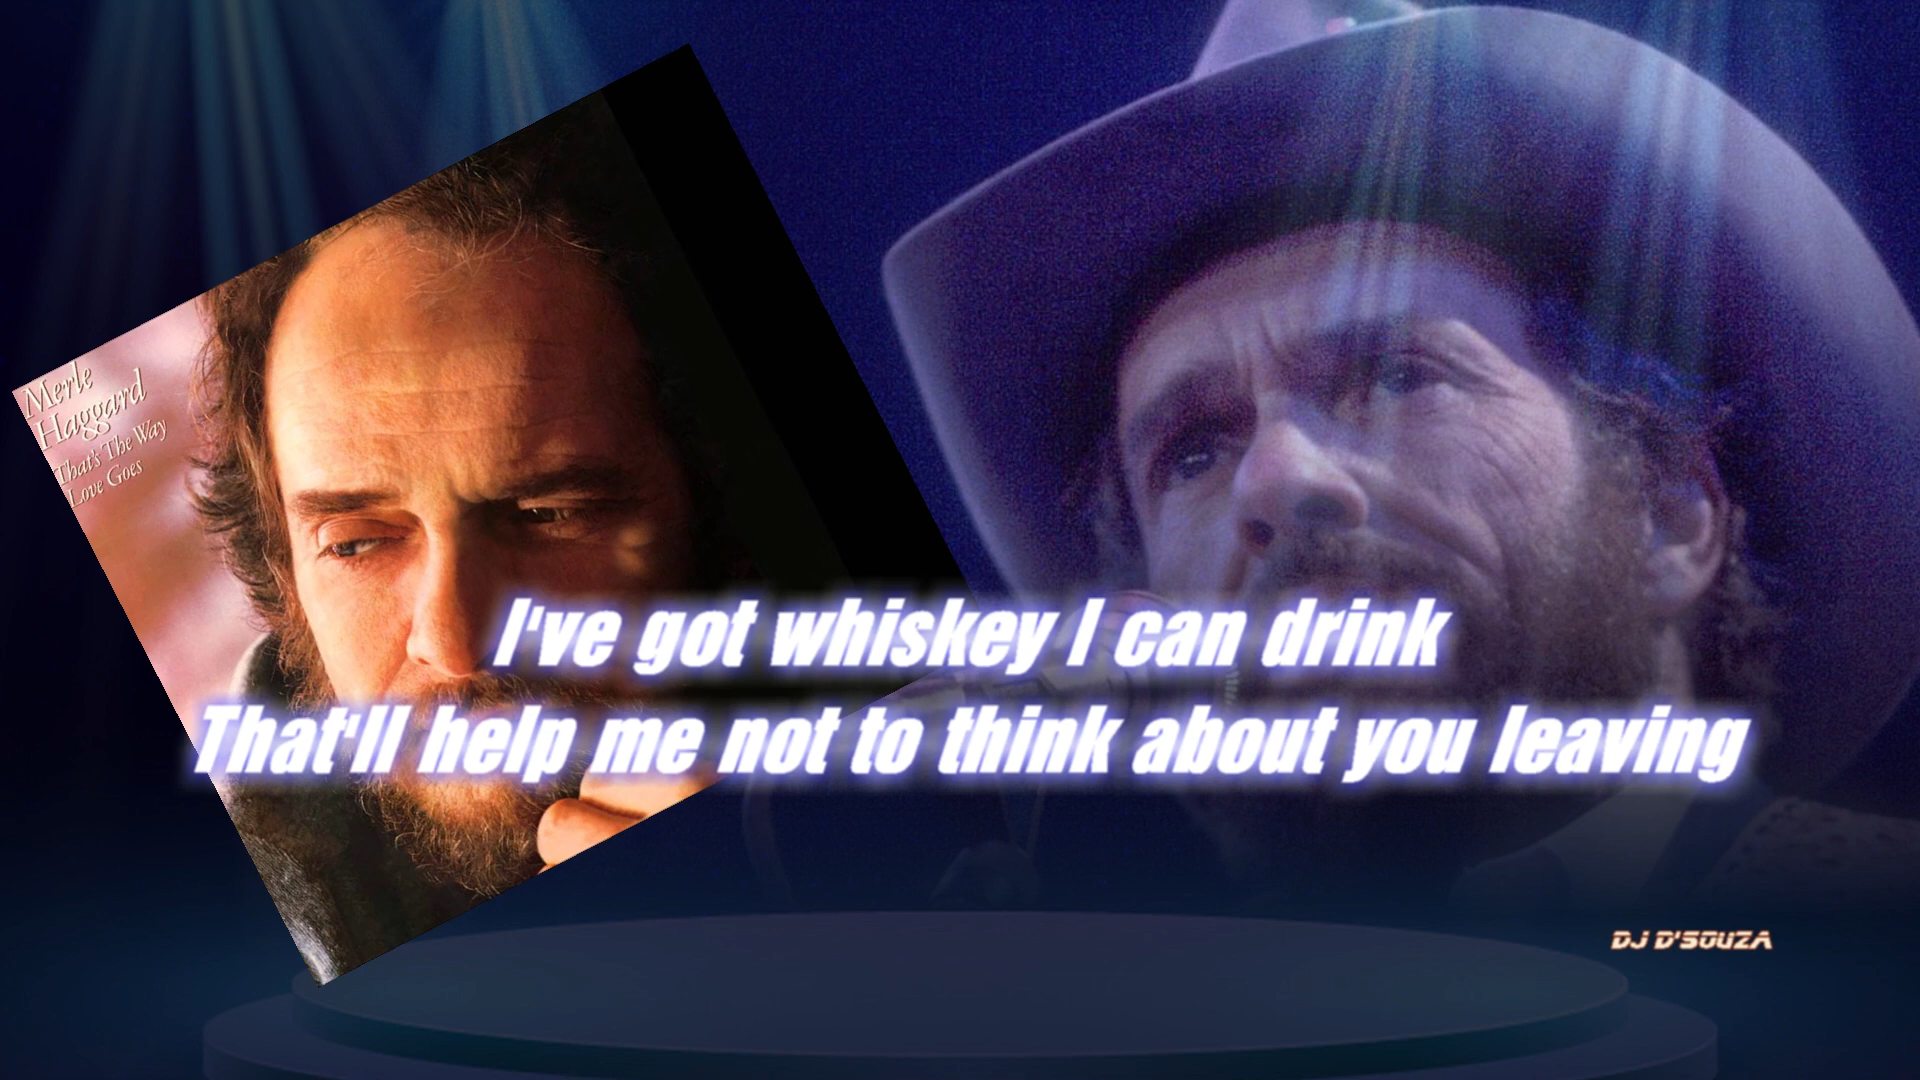 Merle
Haggard
That's The Way
Love Goes
I've got whiskey I can drink
That'll help me not to think about you leaving
DJ D'SOUZA